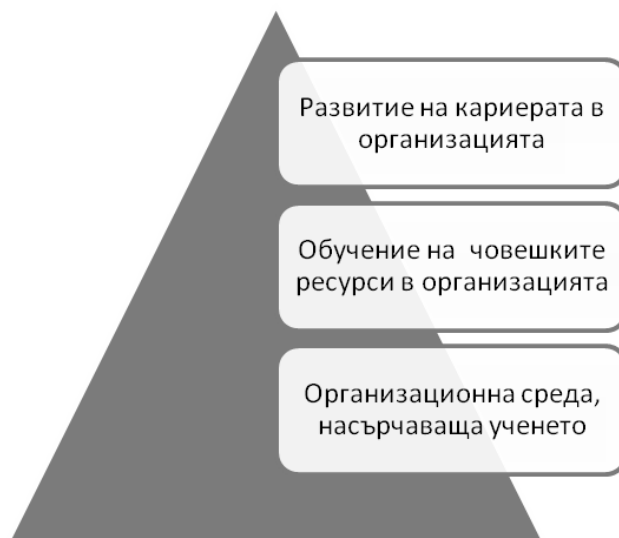 Развитие на кариерата в
организацията
Обучение на човешките
ресурси в организацията
Организационна среда,
насърчаваща ученето